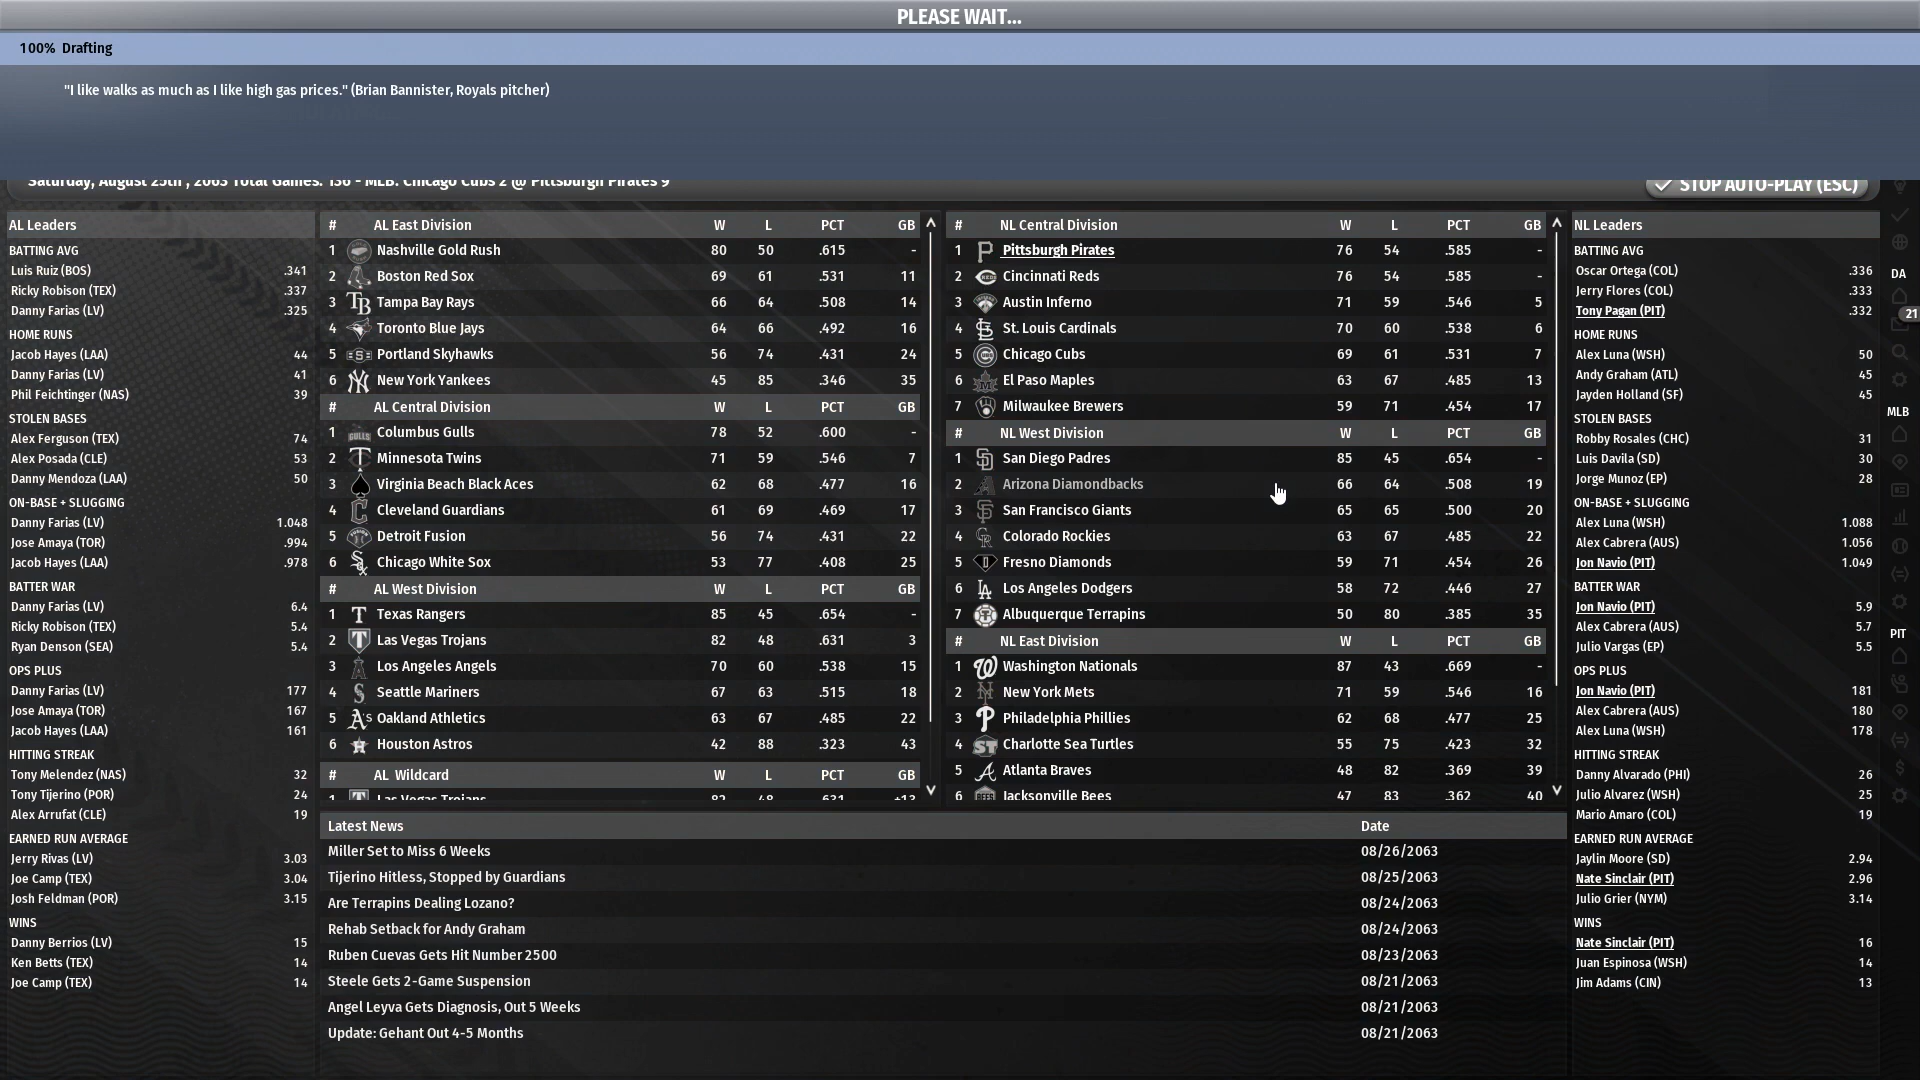 PLEASE WAIT...
100% Drafting
"I like walks as much as I like high gas prices." (Brian Bannister, Royals pitcher)
Saturday, August 25th , 2063 Total Games: 136 - MLB: Chicago Cubs 2 @ Pittsburgh Pirates 9
STOP AUTO-PLAY (ESC)
AL Leaders
BATTING AVG
Luis Ruiz (BOS) .341
Ricky Robison (TEX) .337
Danny Farias (LV) .325
HOME RUNS
Jacob Hayes (LAA) 44
Danny Farias (LV) 41
Phil Feichtinger (NAS) 39
STOLEN BASES
Alex Ferguson (TEX) 74
Alex Posada (CLE) 53
Danny Mendoza (LAA) 50
ON-BASE + SLUGGING
Danny Farias (LV) 1.048
Jose Amaya (TOR) .994
Jacob Hayes (LAA) .978
BATTER WAR
Danny Farias (LV) 6.4
Ricky Robison (TEX) 5.4
Ryan Denson (SEA) 5.4
OPS PLUS
Danny Farias (LV) 177
Jose Amaya (TOR) 167
Jacob Hayes (LAA) 161
HITTING STREAK
Tony Melendez (NAS) 32
Tony Tijerino (POR) 24
Alex Arrufat (CLE) 19
EARNED RUN AVERAGE
Jerry Rivas (LV) 3.03
Joe Camp (TEX) 3.04
Josh Feldman (POR) 3.15
WINS
Danny Berrios (LV) 15
Ken Betts (TEX) 14
Joe Camp (TEX) 14
# AL East Division W L PCT GB
1 Nashville Gold Rush 80 50 .615 -
2 Boston Red Sox 69 61 .531 11
3 Tampa Bay Rays 66 64 .508 14
4 Toronto Blue Jays 64 66 .492 16
5 Portland Skyhawks 56 74 .431 24
6 New York Yankees 45 85 .346 35
# AL Central Division W L PCT GB
1 Columbus Gulls 78 52 .600 -
2 Minnesota Twins 71 59 .546 7
3 Virginia Beach Black Aces 62 68 .477 16
4 Cleveland Guardians 61 69 .469 17
5 Detroit Fusion 56 74 .431 22
6 Chicago White Sox 53 77 .408 25
# AL West Division W L PCT GB
1 Texas Rangers 85 45 .654 -
2 Las Vegas Trojans 82 48 .631 3
3 Los Angeles Angels 70 60 .538 15
4 Seattle Mariners 67 63 .515 18
5 Oakland Athletics 63 67 .485 22
6 Houston Astros 42 88 .323 43
# AL Wildcard W L PCT GB
1 Las Vegas Trojans 82 48 .631 +13
# NL Central Division W L PCT GB
1 Pittsburgh Pirates 76 54 .585 -
2 Cincinnati Reds 76 54 .585 -
3 Austin Inferno 71 59 .546 5
4 St. Louis Cardinals 70 60 .538 6
5 Chicago Cubs 69 61 .531 7
6 El Paso Maples 63 67 .485 13
7 Milwaukee Brewers 59 71 .454 17
# NL West Division W L PCT GB
1 San Diego Padres 85 45 .654 -
2 Arizona Diamondbacks 66 64 .508 19
3 San Francisco Giants 65 65 .500 20
4 Colorado Rockies 63 67 .485 22
5 Fresno Diamonds 59 71 .454 26
6 Los Angeles Dodgers 58 72 .446 27
7 Albuquerque Terrapins 50 80 .385 35
# NL East Division W L PCT GB
1 Washington Nationals 87 43 .669 -
2 New York Mets 71 59 .546 16
3 Philadelphia Phillies 62 68 .477 25
4 Charlotte Sea Turtles 55 75 .423 32
5 Atlanta Braves 48 82 .369 39
6 Jacksonville Bees 47 83 .362 40
Latest News Date
Miller Set to Miss 6 Weeks 08/26/2063
Tijerino Hitless, Stopped by Guardians 08/25/2063
Are Terrapins Dealing Lozano? 08/24/2063
Rehab Setback for Andy Graham 08/24/2063
Ruben Cuevas Gets Hit Number 2500 08/23/2063
Steele Gets 2-Game Suspension 08/21/2063
Angel Leyva Gets Diagnosis, Out 5 Weeks 08/21/2063
Update: Gehant Out 4-5 Months 08/21/2063
NL Leaders
BATTING AVG
Oscar Ortega (COL) .336
Jerry Flores (COL) .333
Tony Pagan (PIT) .332
HOME RUNS
Alex Luna (WSH) 50
Andy Graham (ATL) 45
Jayden Holland (SF) 45
STOLEN BASES
Robby Rosales (CHC) 31
Luis Davila (SD) 30
Jorge Munoz (EP) 28
ON-BASE + SLUGGING
Alex Luna (WSH) 1.088
Alex Cabrera (AUS) 1.056
Jon Navio (PIT) 1.049
BATTER WAR
Jon Navio (PIT) 5.9
Alex Cabrera (AUS) 5.7
Julio Vargas (EP) 5.5
OPS PLUS
Jon Navio (PIT) 181
Alex Cabrera (AUS) 180
Alex Luna (WSH) 178
HITTING STREAK
Danny Alvarado (PHI) 26
Julio Alvarez (WSH) 25
Mario Amaro (COL) 19
EARNED RUN AVERAGE
Jaylin Moore (SD) 2.94
Nate Sinclair (PIT) 2.96
Julio Grier (NYM) 3.14
WINS
Nate Sinclair (PIT) 16
Juan Espinosa (WSH) 14
Jim Adams (CIN) 13
DA
21
MLB
PIT